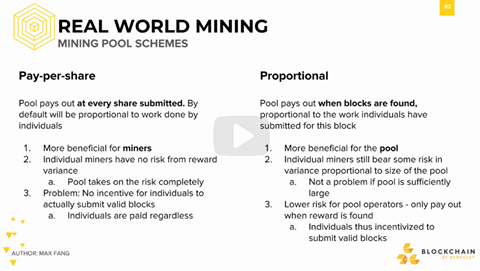 92
REAL WORLD MINING
MINING POOL SCHEMES
Pay-per-share
Pool pays out at every share submitted. By
default will be proportional to work done by
individuals
1. More beneficial for miners
2. Individual miners have no risk from reward
variance
a. Pool takes on the risk completely
3. Problem: No incentive for individuals to
actually submit valid blocks
a. Individuals are paid regardless
Proportional
Pool pays out when blocks are found,
proportional to the work individuals have
submitted for this block
1. More beneficial for the pool
2. Individual miners still bear some risk in
variance proportional to size of the pool
a. Not a problem if pool is sufficiently
large
3. Lower risk for pool operators - only pay out
when reward is found
a. Individuals thus incentivized to
submit valid blocks
AUTHOR: MAX FANG
BLOCKCHAIN
AT BERKELEY